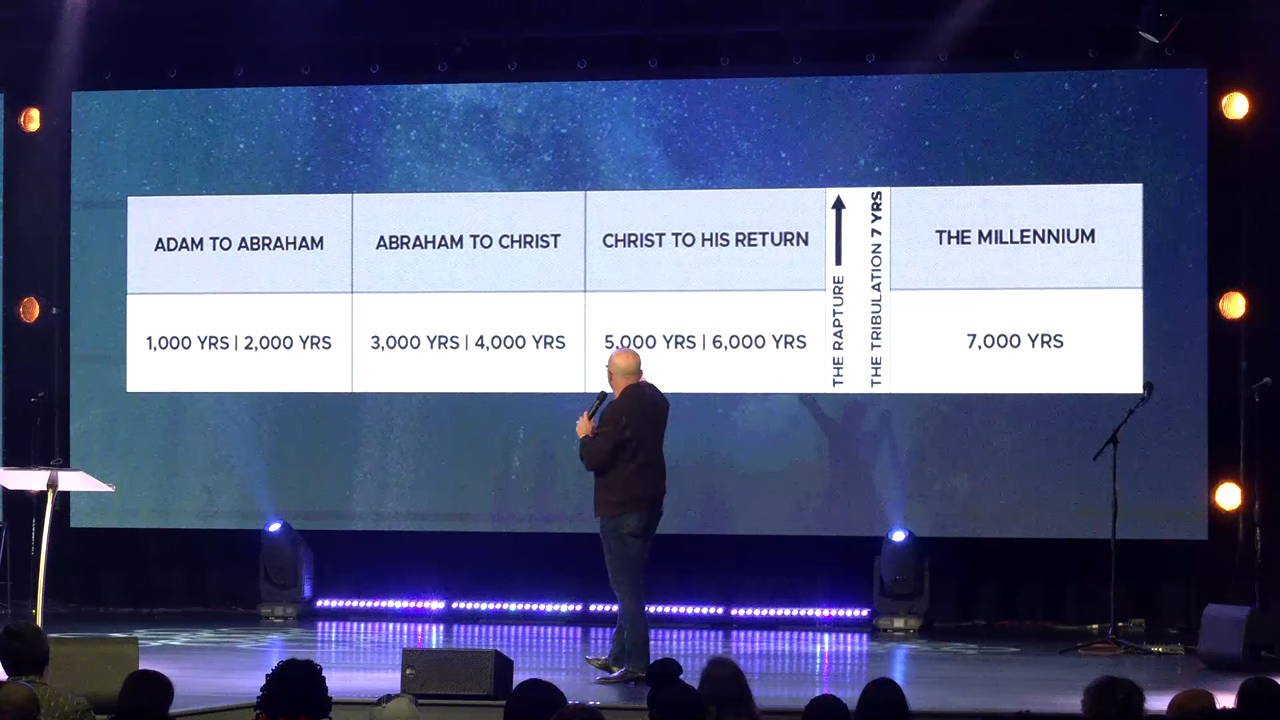 ADAM TO ABRAHAM
ABRAHAM TO CHRIST
CHRIST TO HIS RETURN
THE RAPTURE
THE TRIBULATION 7 YRS
THE MILLENNIUM
1,000 YRS | 2,000 YRS
3,000 YRS | 4,000 YRS
5,000 YRS | 6,000 YRS
7,000 YRS